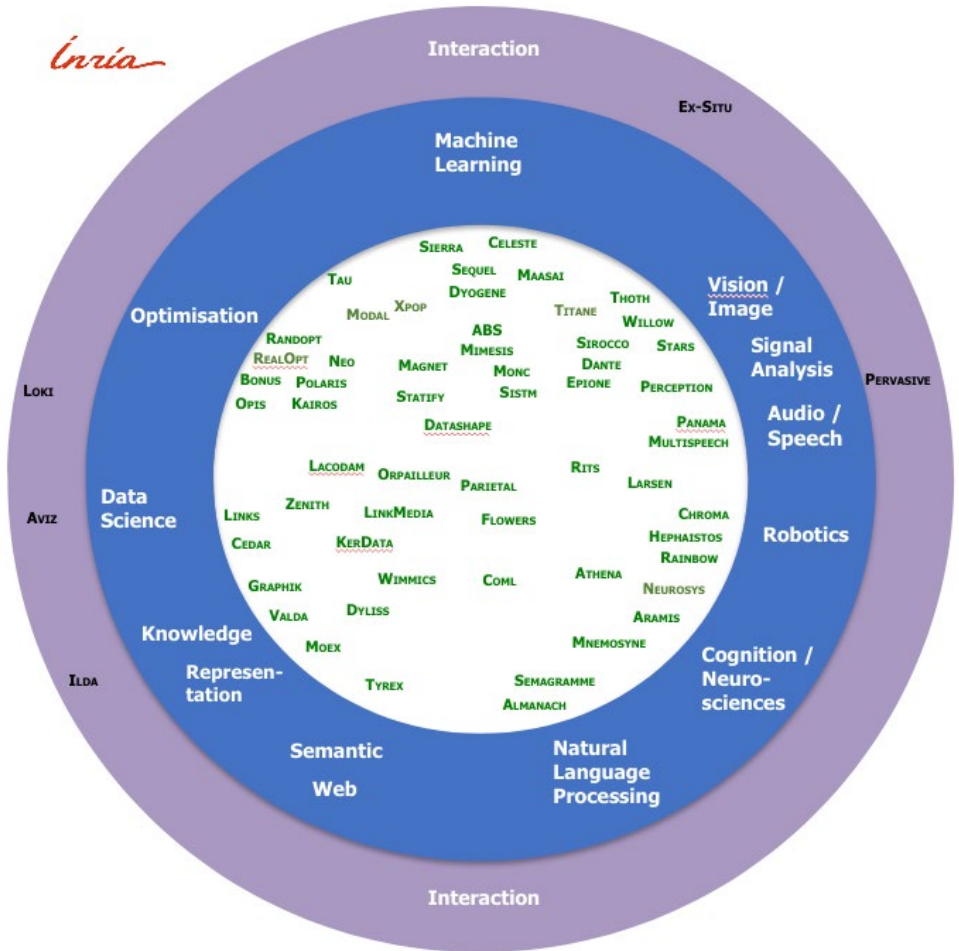 Inria
Interaction
Ex-Situ
Machine
Learning
Sierra
Celeste
Tau
Sequel
Maasai
Dyogene
Vision /
Image
Modal
Xpop
Titane
Thoth
Willow
Optimisation
Randopt
ABS
Sirocco
Stars
Signal
Analysis
RealOpt
Neo
Mimesis
Magnet
Monc
Dante
Loki
Bonus
Polaris
Epione
Perception
Pervasive
Opis
Kairos
Statify
Sistm
Datashape
Panama
Multispeech
Audio /
Speech
Lacodam
Orpailleur
Parietal
Rits
Larsen
Data
Science
Aviz
Links
Zenith
LinkMedia
Flowers
Chroma
Cedar
KerData
Hephaistos
Rainbow
Robotics
Graphik
Wimmics
Coml
Athena
Neurosys
Valda
Dyliss
Aramis
Knowledge
Represen-
tation
Moex
Mnemosyne
Cognition /
Neuro-
sciences
Ilda
Tyrex
Semagramme
Almanach
Semantic
Web
Natural
Language
Processing
Interaction